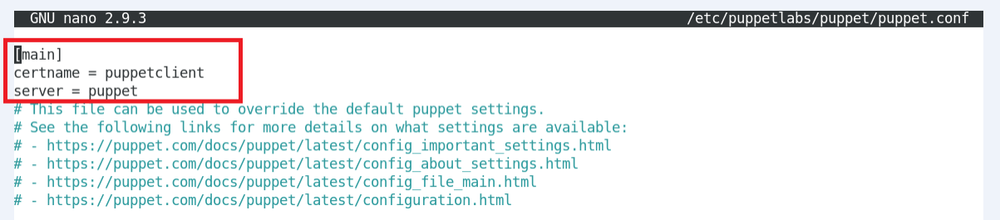 GNU nano 2.9.3 /etc/puppetlabs/puppet/puppet.conf
[main]
certname = puppetclient
server = puppet
# This file can be used to override the default puppet settings.
# See the following links for more details on what settings are available:
# - https://puppet.com/docs/puppet/latest/config_important_settings.html
# - https://puppet.com/docs/puppet/latest/config_about_settings.html
# - https://puppet.com/docs/puppet/latest/config_file_main.html
# - https://puppet.com/docs/puppet/latest/configuration.html